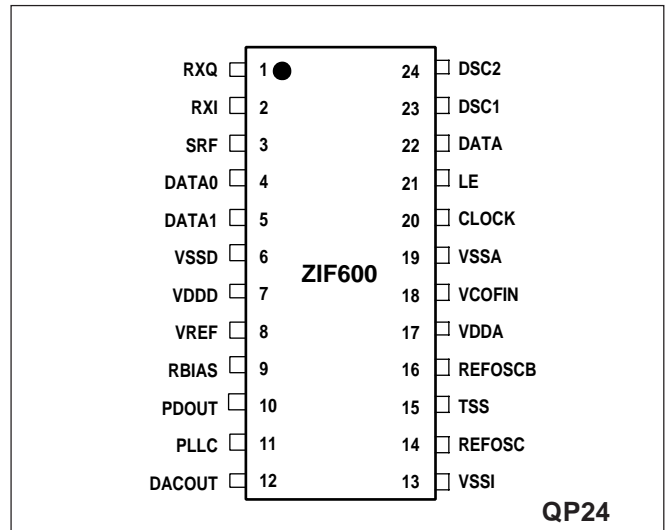 RXQ 1 24 DSC2
RXI 2 23 DSC1
SRF 3 22 DATA
DATA0 4 21 LE
DATA1 5 20 CLOCK
VSSD 6 19 VSSA
ZIF600
VDDD 7 18 VCOFIN
VREF 8 17 VDDA
RBIAS 9 16 REFOSCB
PDOUT 10 15 TSS
PLLC 11 14 REFOSC
DACOUT 12 13 VSSI
QP24